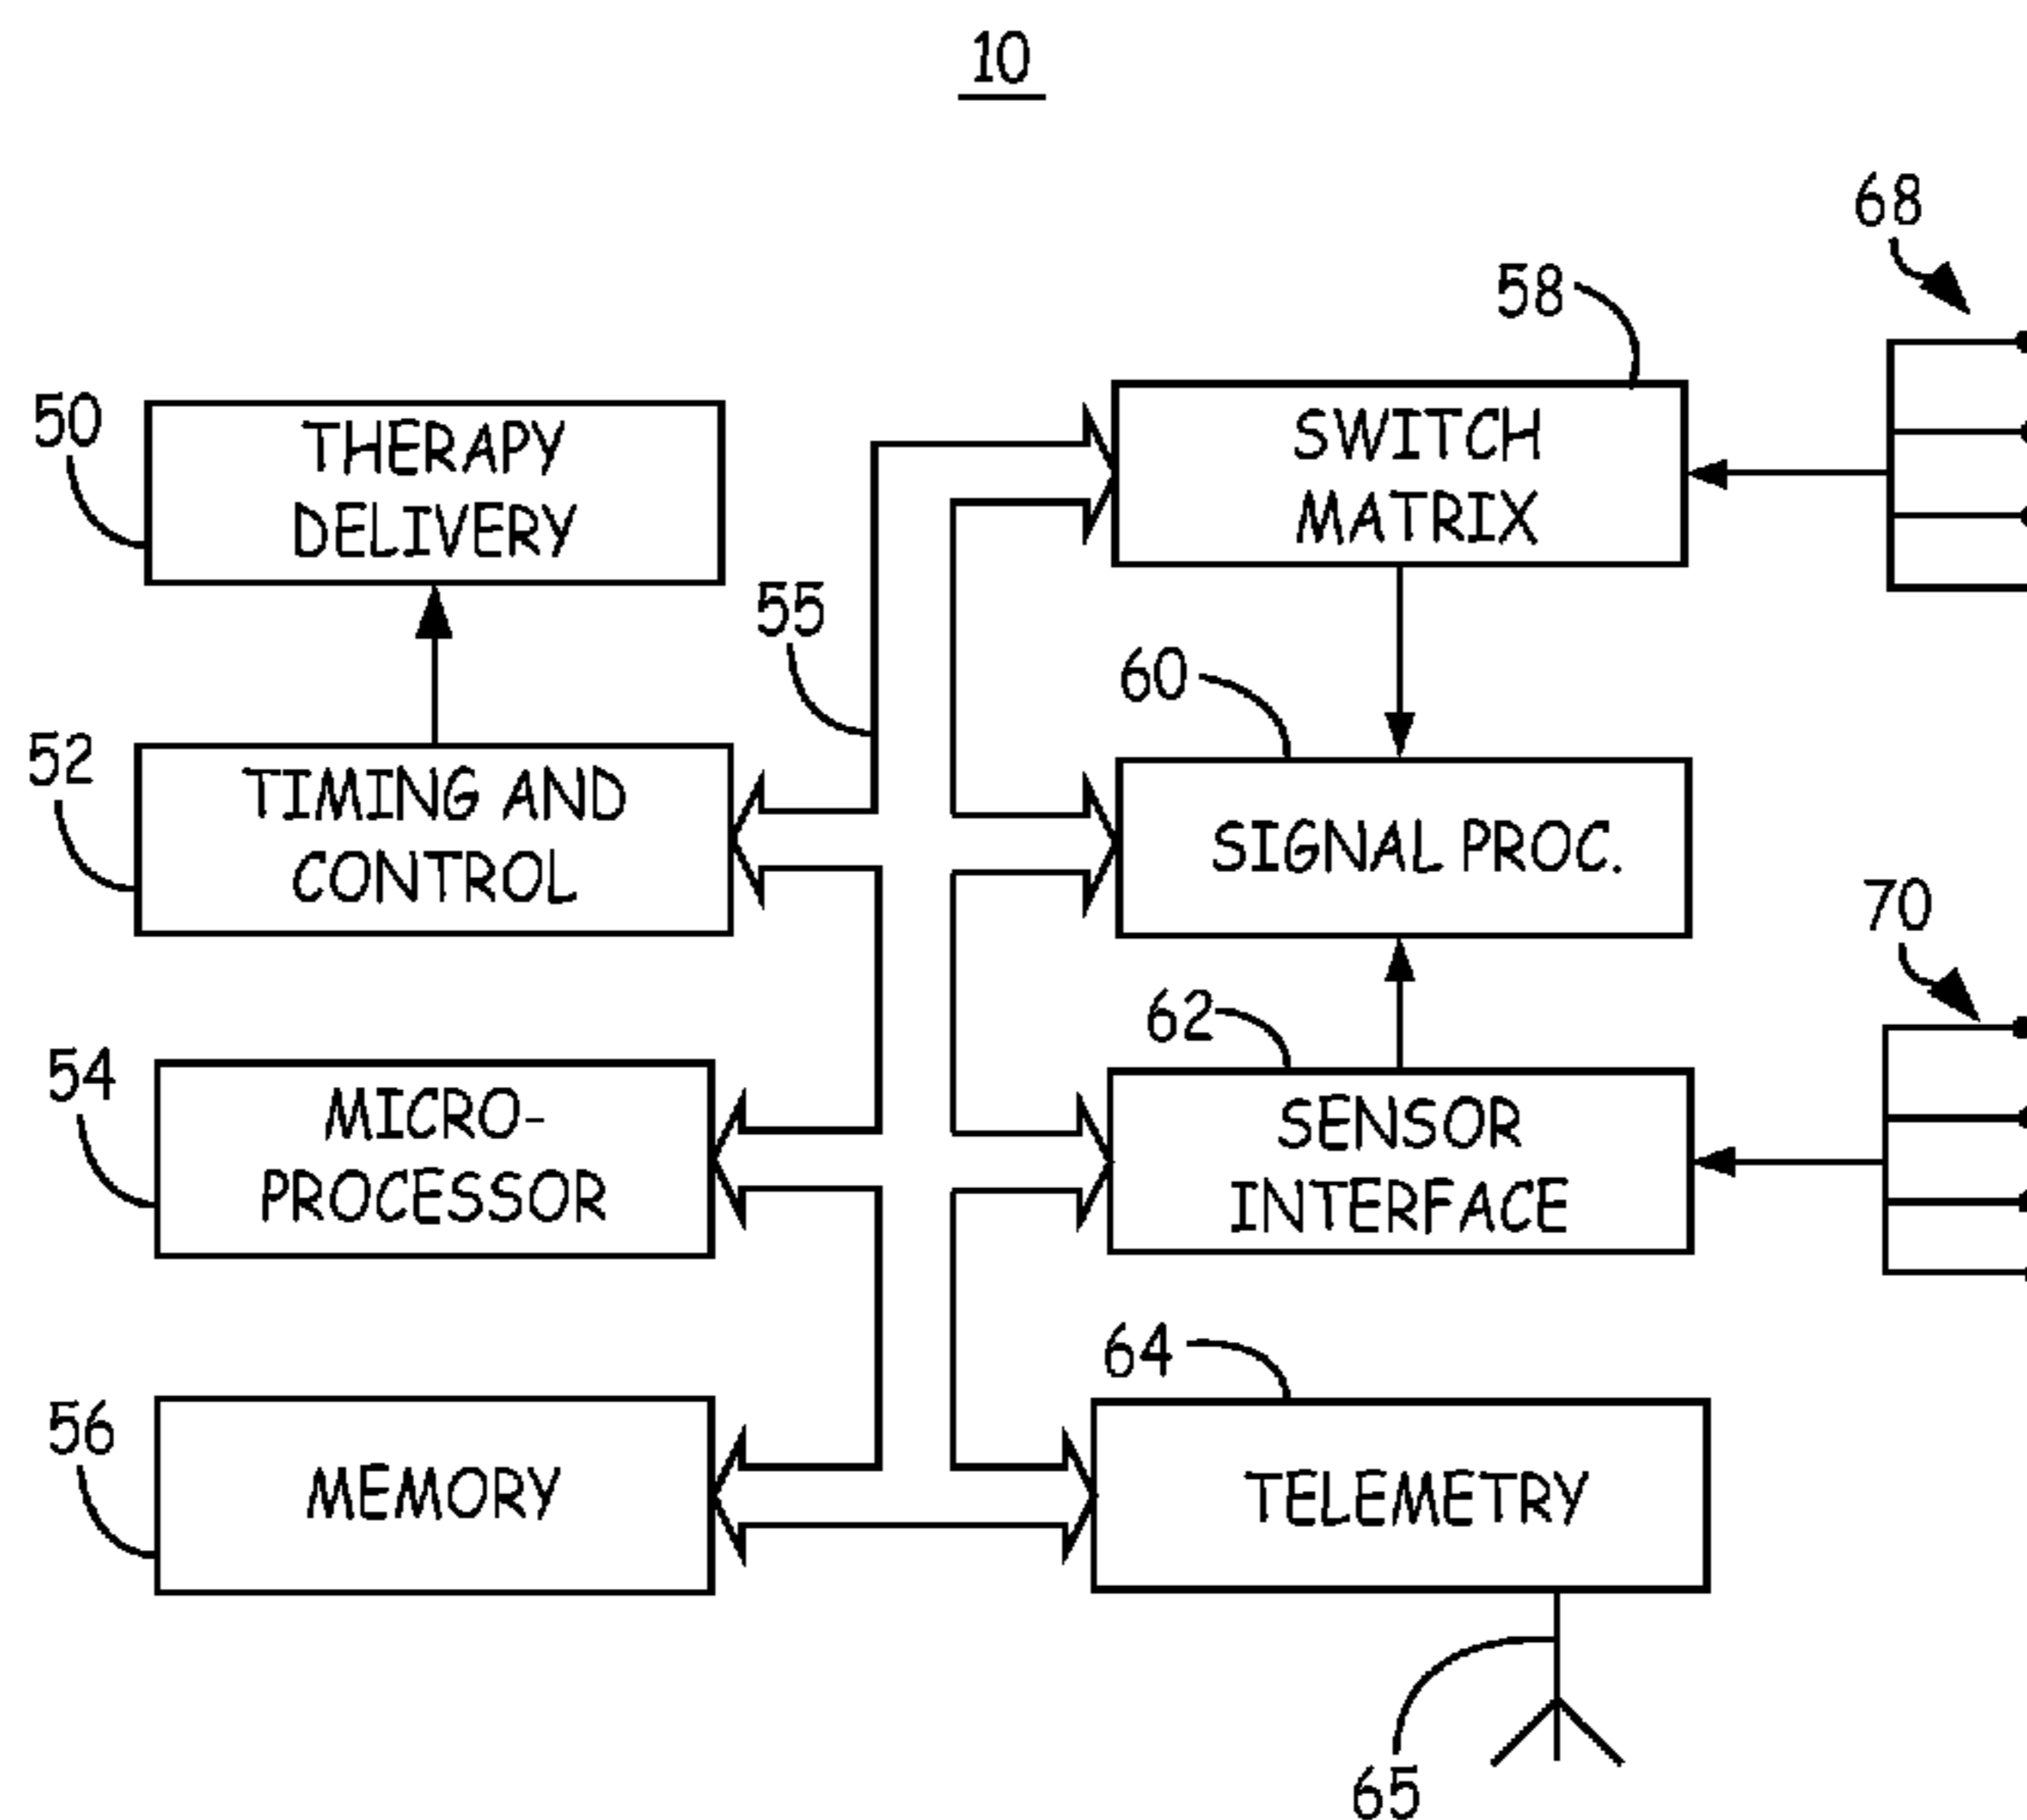 10
68
58
50
THERAPY
DELIVERY
SWITCH
MATRIX
55
60
52
TIMING AND
CONTROL
SIGNAL PROC.
70
62
54
MICRO-
PROCESSOR
SENSOR
INTERFACE
64
56
MEMORY
TELEMETRY
65